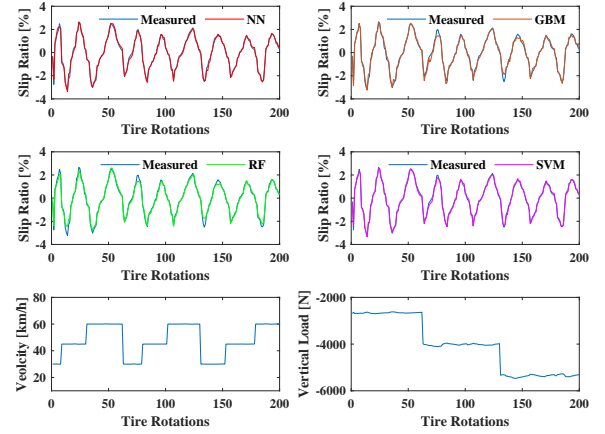 Slip Ratio [%]
4
2
0
-2
-4
Measured NN
0 50 100 150 200
Tire Rotations
Slip Ratio [%]
4
2
0
-2
-4
Measured GBM
0 50 100 150 200
Tire Rotations
Slip Ratio [%]
4
2
0
-2
-4
Measured RF
0 50 100 150 200
Tire Rotations
Slip Ratio [%]
4
2
0
-2
-4
Measured SVM
0 50 100 150 200
Tire Rotations
Veolcity [km/h]
80
60
40
20
0 50 100 150 200
Tire Rotations
Vertical Load [N]
-2000
-4000
-6000
0 50 100 150 200
Tire Rotations